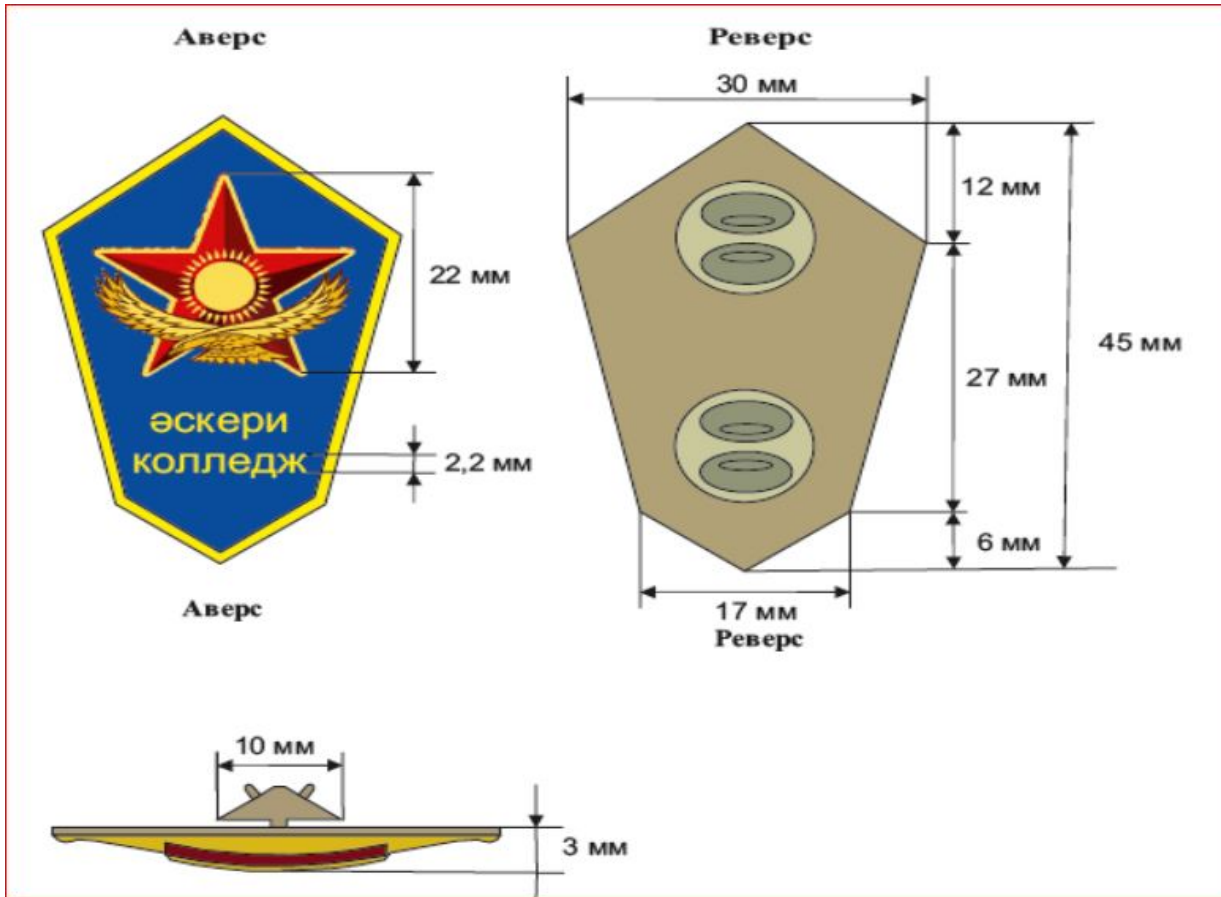 Аверс
Реверс
30 мм
12 мм
22 мм
45 мм
27 мм
әскери
колледж
2,2 мм
6 мм
17 мм
Аверс
Реверс
10 мм
3 мм